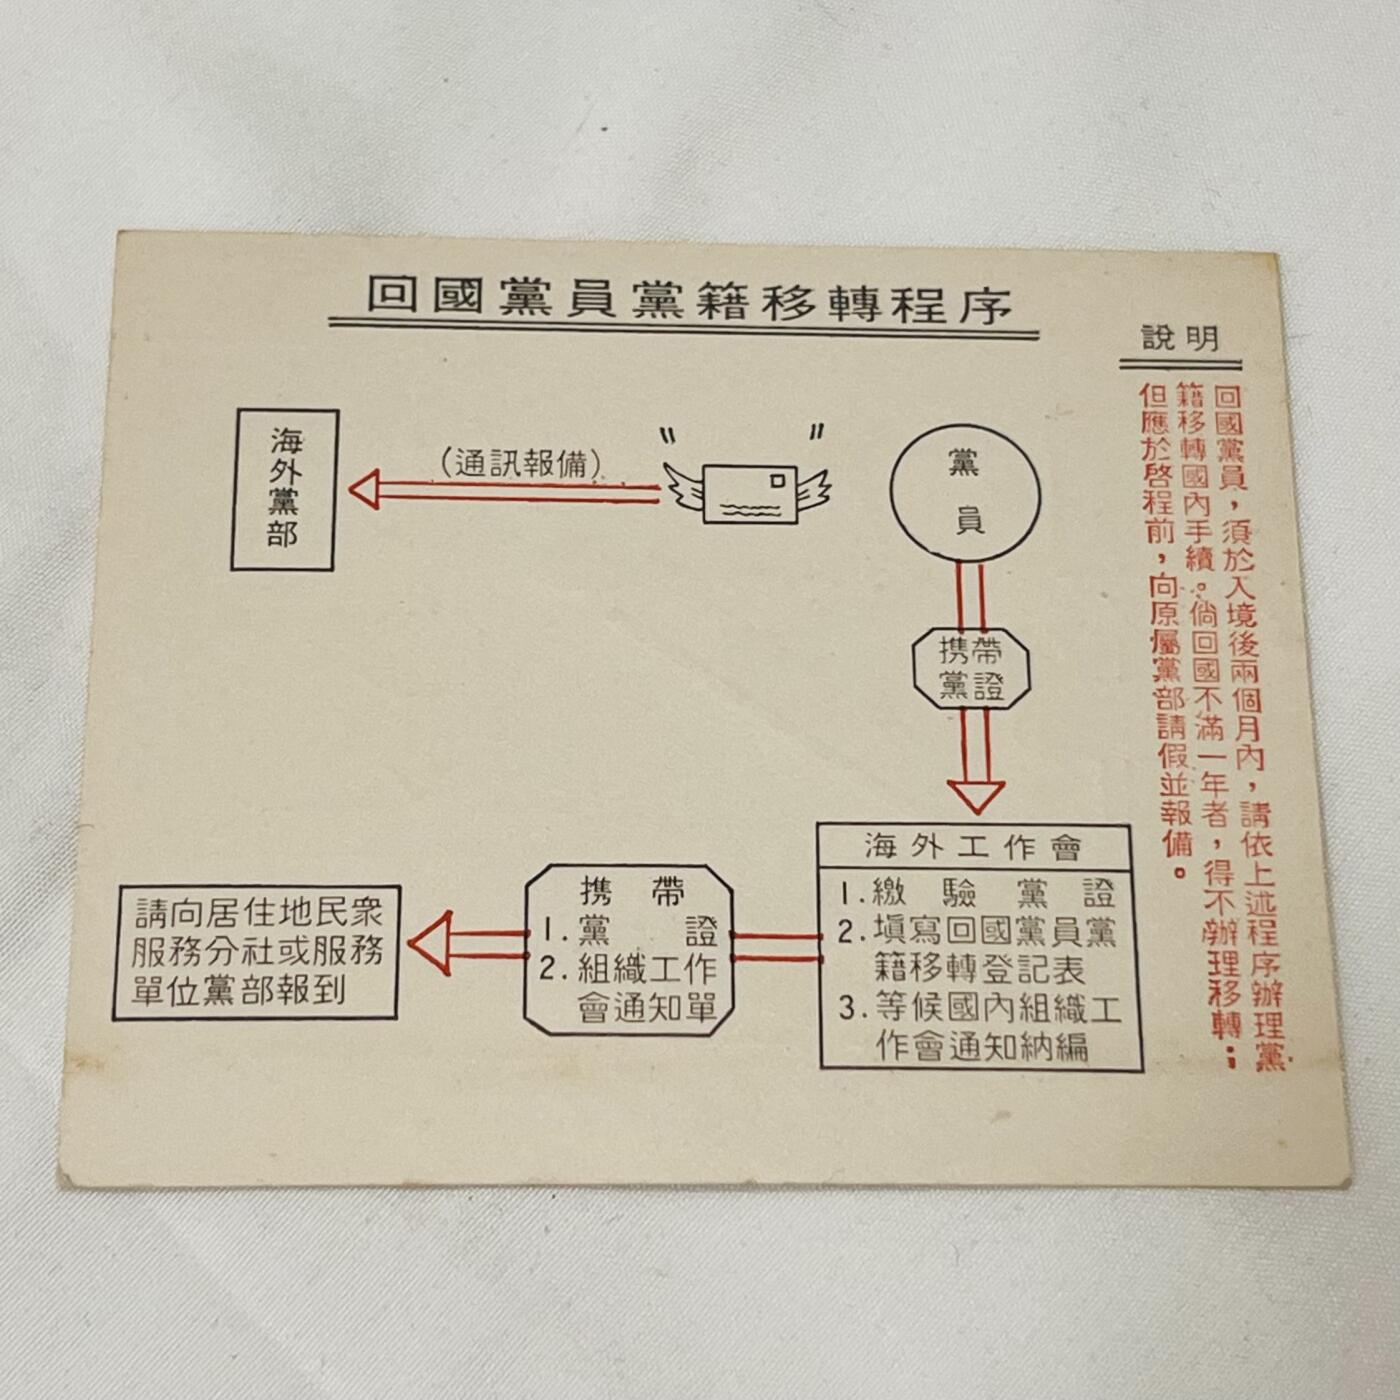 回國黨員黨籍移轉程序
說明
回國黨員，須於入境後兩個月內，請依上述程序辦理黨
籍移轉國內手續。倘回國不滿一年者，得不辦理移轉；
但應於啓程前，向原屬黨部請假並報備。
黨員
携帶
黨證
海外黨部
（通訊報備）
海外工作會
1.繳驗黨證
2.填寫回國黨員黨
籍移轉登記表
3.等候國內組織工
作會通知納編
携帶
1.黨證
2.組織工作
會通知單
請向居住地民衆
服務分社或服務
單位黨部報到